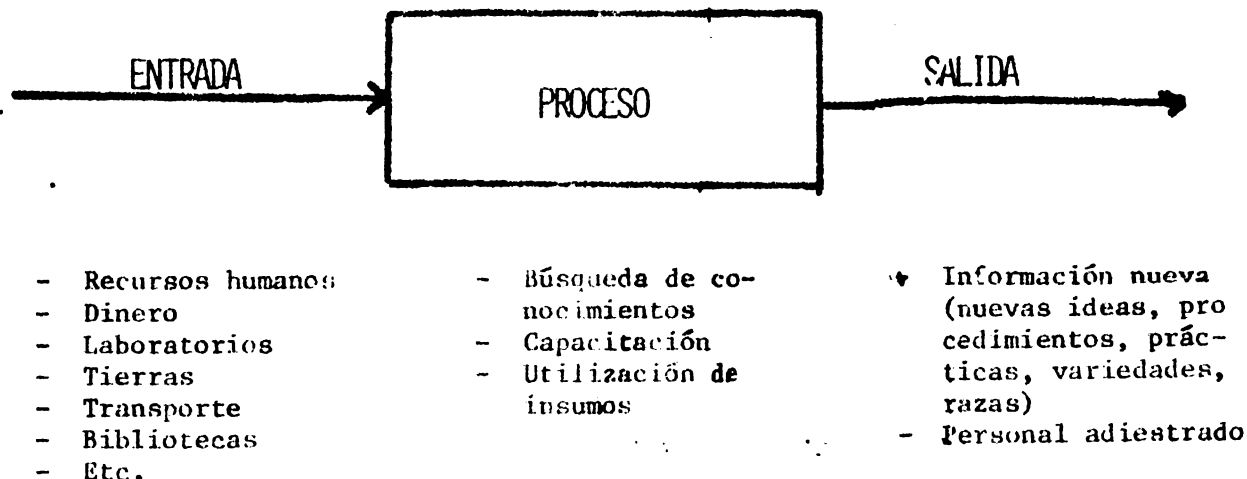 ENTRADA
PROCESO
SALIDA
- Recursos humanos
- Dinero
- Laboratorios
- Tierras
- Transporte
- Bibliotecas
- Etc.
- Búsqueda de co-
nocimientos
- Capacitación
- Utilización de
insumos
- Información nueva
(nuevas ideas, pro
cedimientos, prác-
ticas, variedades,
razas)
- Personal adiestrado